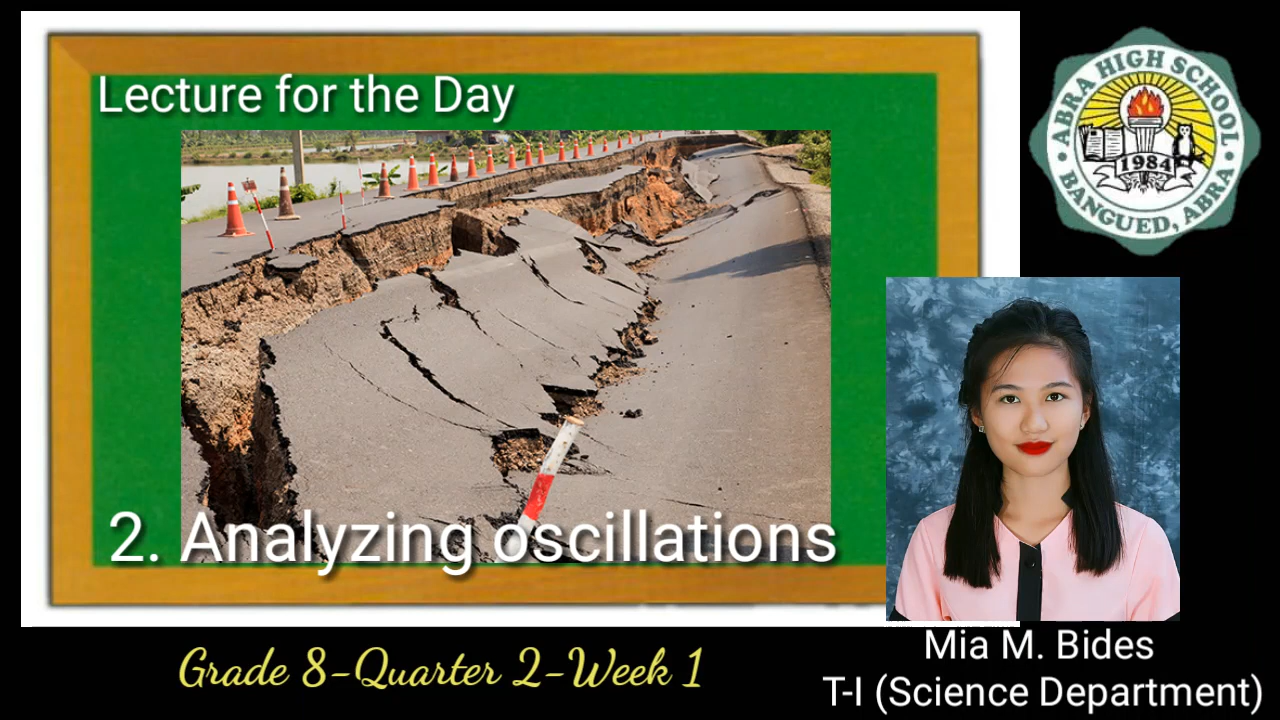 Lecture for the Day
2. Analyzing oscillations
Grade 8-Quarter 2-Week 1
ABRA HIGH SCHOOL
1984
BANGUED, ABRA
Mia M. Bides
T-I (Science Department)